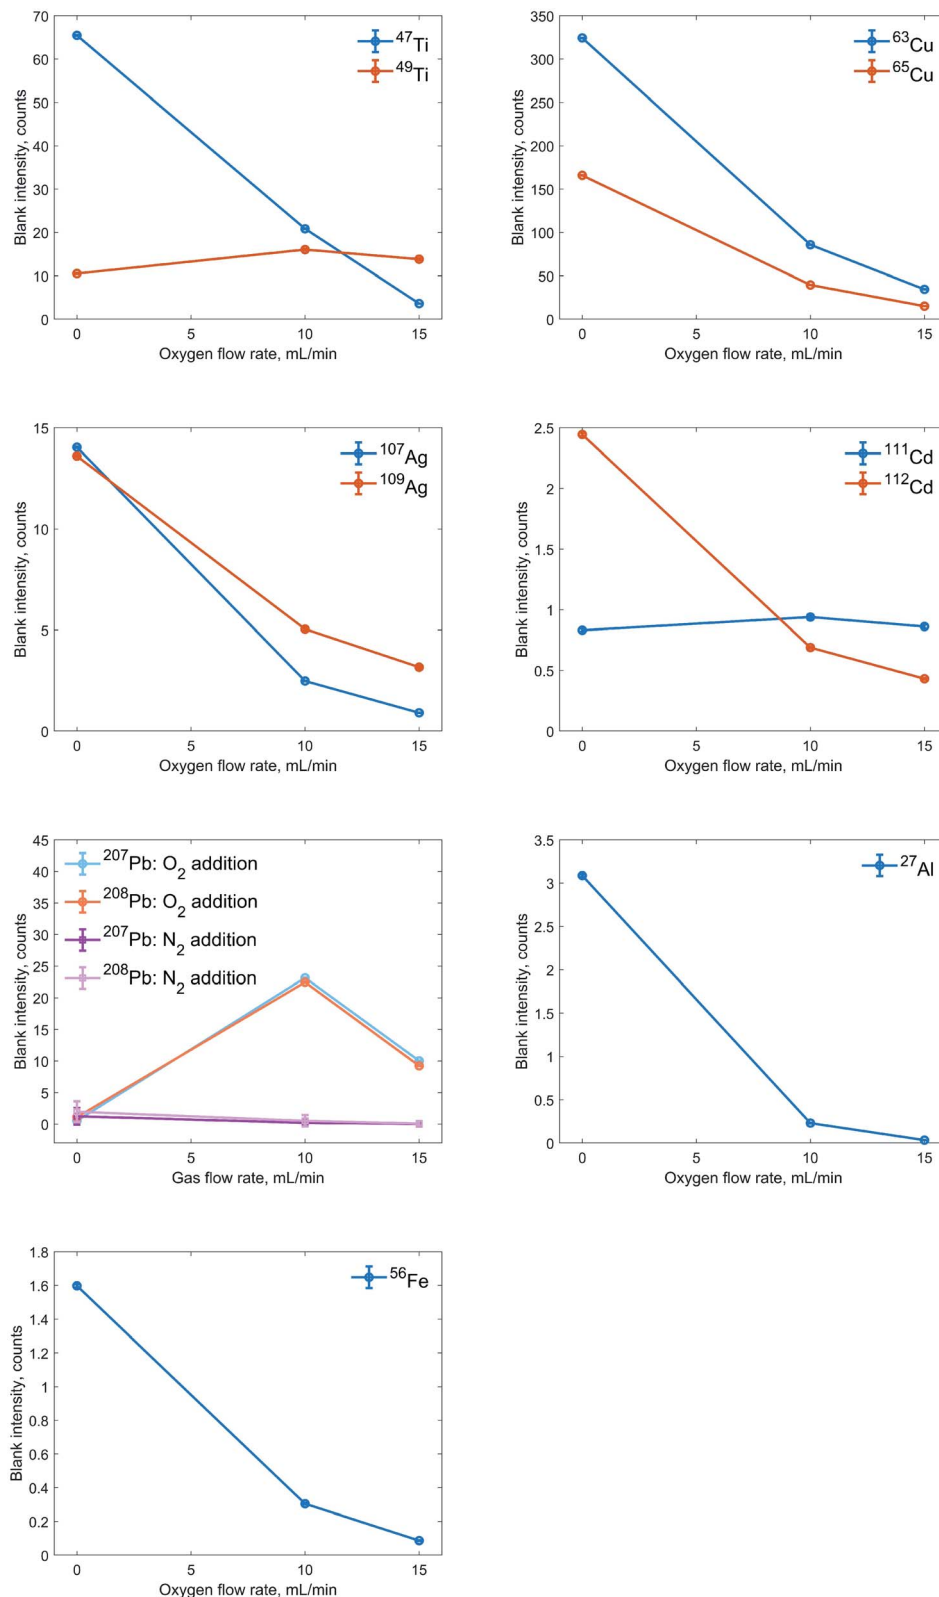 70
60
50
40
30
20
10
0
Blank intensity, counts
⁴⁷Ti
⁴⁹Ti
0 5 10 15
Oxygen flow rate, mL/min
350
300
250
200
150
100
50
0
Blank intensity, counts
⁶³Cu
⁶⁵Cu
0 5 10 15
Oxygen flow rate, mL/min
15
10
5
0
Blank intensity, counts
¹⁰⁷Ag
¹⁰⁹Ag
0 5 10 15
Oxygen flow rate, mL/min
2.5
2
1.5
1
0.5
0
Blank intensity, counts
¹¹¹Cd
¹¹²Cd
0 5 10 15
Oxygen flow rate, mL/min
45
40
35
30
25
20
15
10
5
0
Blank intensity, counts
²⁰⁷Pb: O₂ addition
²⁰⁸Pb: O₂ addition
²⁰⁷Pb: N₂ addition
²⁰⁸Pb: N₂ addition
0 5 10 15
Gas flow rate, mL/min
3.5
3
2.5
2
1.5
1
0.5
0
Blank intensity, counts
²⁷Al
0 5 10 15
Oxygen flow rate, mL/min
1.8
1.6
1.4
1.2
1
0.8
0.6
0.4
0.2
0
Blank intensity, counts
⁵⁶Fe
0 5 10 15
Oxygen flow rate, mL/min